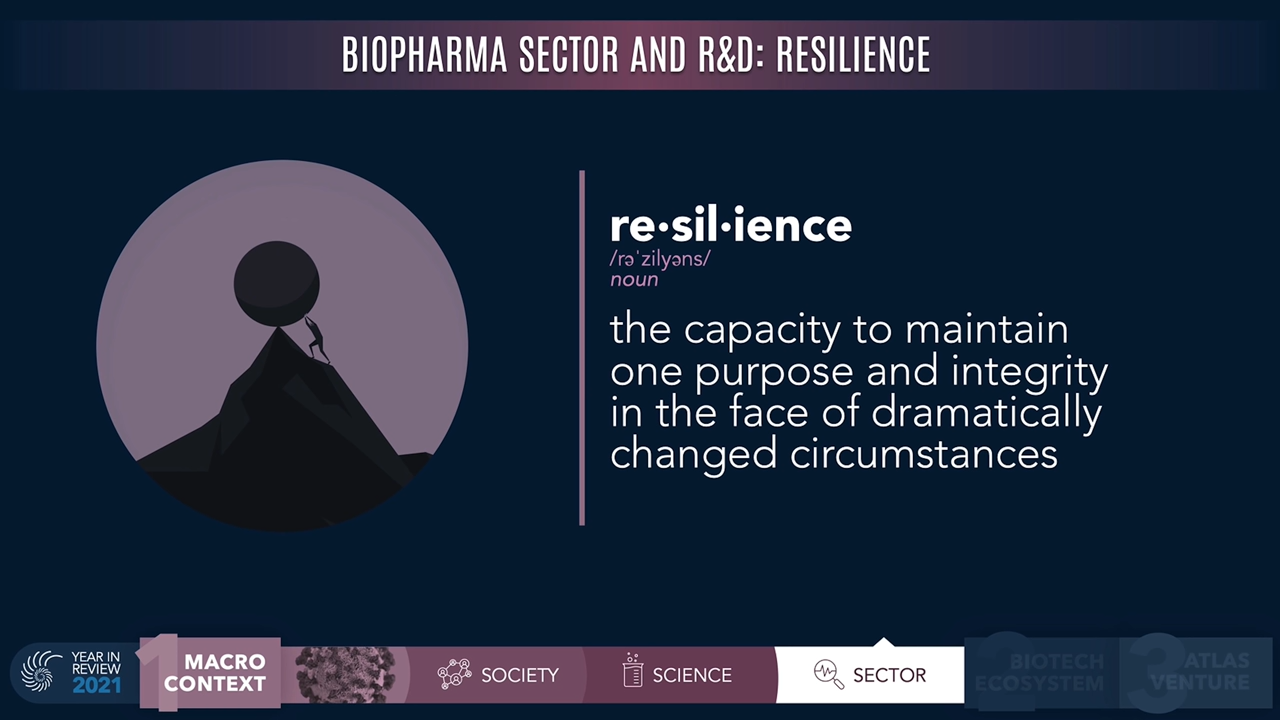 BIOPHARMA SECTOR AND R&D: RESILIENCE
re·sil·ience
/rəˈzilyəns/
noun
the capacity to maintain
one purpose and integrity
in the face of dramatically
changed circumstances
YEAR IN
REVIEW
2021
1 MACRO
CONTEXT
SOCIETY
SCIENCE
SECTOR
2 BIOTECH
ECOSYSTEM
3 ATLAS
VENTURE